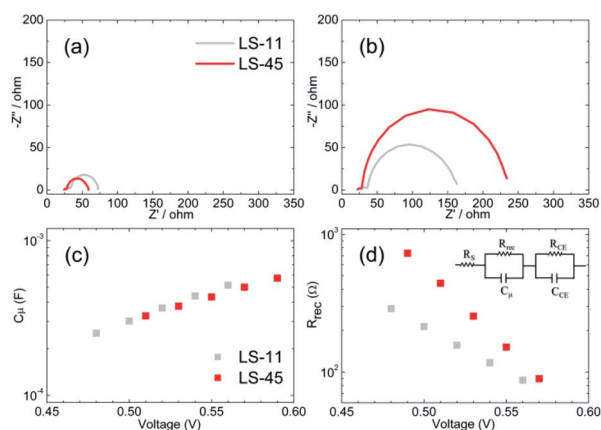 (a)
LS-11
LS-45
-Z" / ohm
200
150
100
50
0
0 50 100 150 200 250 300 350
Z' / ohm
(b)
-Z" / ohm
200
150
100
50
0
0 50 100 150 200 250 300 350
Z' / ohm
(c)
Cμ (F)
10⁻³
10⁻⁴
LS-11
LS-45
0.45 0.50 0.55 0.60
Voltage (V)
(d)
Rrec (Ω)
10³
10²
RS
Rrec
RCE
Cμ
CCE
0.45 0.50 0.55 0.60
Voltage (V)